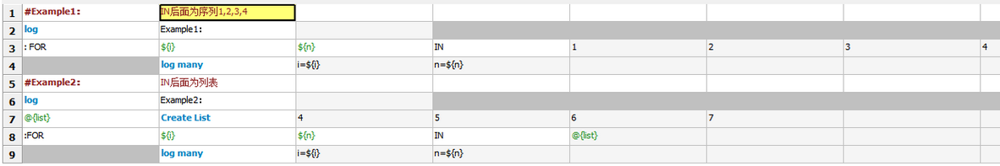 1 #Example1: IN后面为序列1,2,3,4
2 log Example1:
3 : FOR ${i} ${n} IN 1 2 3 4
4 log many i=${i} n=${n}
5 #Example2: IN后面为列表
6 log Example2:
7 @{list} Create List 4 5 6 7
8 :FOR ${i} ${n} IN @{list}
9 log many i=${i} n=${n}